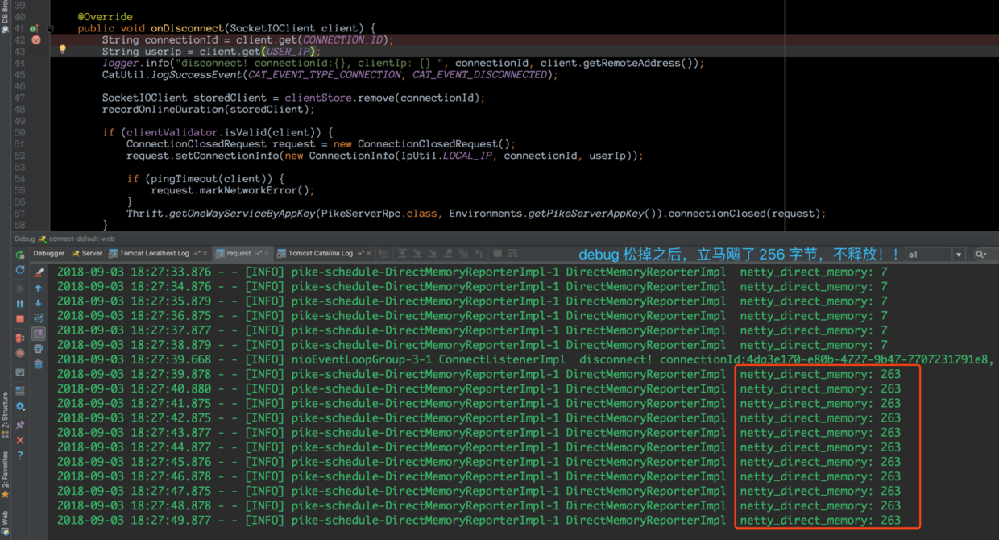 DB Bro
39
40 @Override
41 public void onDisconnect(SocketIOClient client) {
42 String connectionId = client.get(CONNECTION_ID);
43 String userIp = client.get(USER_IP);
44 logger.info("disconnect! connectionId:{}, clientIp: {} ", connectionId, client.getRemoteAddress());
45 CatUtil.logSuccessEvent(CAT_EVENT_TYPE_CONNECTION, CAT_EVENT_DISCONNECTED);
46
47 SocketIOClient storedClient = clientStore.remove(connectionId);
48 recordOnlineDuration(storedClient);
49
50 if (clientValidator.isValid(client)) {
51 ConnectionClosedRequest request = new ConnectionClosedRequest();
52 request.setConnectionInfo(new ConnectionInfo(IpUtil.LOCAL_IP, connectionId, userIp));
53
54 if (pingTimeout(client)) {
55 request.markNetworkError();
56 }
57 Thrift.getOneWayServiceByAppKey(PikeServerRpc.class, Environments.getPikeServerAppKey()).connectionClosed(request);
58 }
Debug connect-default-web
Debugger Server Tomcat Localhost Log request Tomcat Catalina Log all
debug 松掉之后，立马飚了 256 字节，不释放！！
2018-09-03 18:27:33.876 - - [INFO] pike-schedule-DirectMemoryReporterImpl-1 DirectMemoryReporterImpl netty_direct_memory: 7
2018-09-03 18:27:34.875 - - [INFO] pike-schedule-DirectMemoryReporterImpl-1 DirectMemoryReporterImpl netty_direct_memory: 7
2018-09-03 18:27:35.879 - - [INFO] pike-schedule-DirectMemoryReporterImpl-1 DirectMemoryReporterImpl netty_direct_memory: 7
2018-09-03 18:27:36.875 - - [INFO] pike-schedule-DirectMemoryReporterImpl-1 DirectMemoryReporterImpl netty_direct_memory: 7
2018-09-03 18:27:37.877 - - [INFO] pike-schedule-DirectMemoryReporterImpl-1 DirectMemoryReporterImpl netty_direct_memory: 7
2018-09-03 18:27:38.879 - - [INFO] pike-schedule-DirectMemoryReporterImpl-1 DirectMemoryReporterImpl netty_direct_memory: 7
2018-09-03 18:27:39.668 - - [INFO] nioEventLoopGroup-3-1 ConnectListenerImpl disconnect! connectionId:4da3e170-e80b-4727-9b47-7707231791e8,
2018-09-03 18:27:39.878 - - [INFO] pike-schedule-DirectMemoryReporterImpl-1 DirectMemoryReporterImpl netty_direct_memory: 263
2018-09-03 18:27:40.880 - - [INFO] pike-schedule-DirectMemoryReporterImpl-1 DirectMemoryReporterImpl netty_direct_memory: 263
2018-09-03 18:27:41.875 - - [INFO] pike-schedule-DirectMemoryReporterImpl-1 DirectMemoryReporterImpl netty_direct_memory: 263
2018-09-03 18:27:42.875 - - [INFO] pike-schedule-DirectMemoryReporterImpl-1 DirectMemoryReporterImpl netty_direct_memory: 263
2018-09-03 18:27:43.877 - - [INFO] pike-schedule-DirectMemoryReporterImpl-1 DirectMemoryReporterImpl netty_direct_memory: 263
2018-09-03 18:27:44.877 - - [INFO] pike-schedule-DirectMemoryReporterImpl-1 DirectMemoryReporterImpl netty_direct_memory: 263
2018-09-03 18:27:45.876 - - [INFO] pike-schedule-DirectMemoryReporterImpl-1 DirectMemoryReporterImpl netty_direct_memory: 263
2018-09-03 18:27:46.878 - - [INFO] pike-schedule-DirectMemoryReporterImpl-1 DirectMemoryReporterImpl netty_direct_memory: 263
2018-09-03 18:27:47.875 - - [INFO] pike-schedule-DirectMemoryReporterImpl-1 DirectMemoryReporterImpl netty_direct_memory: 263
2018-09-03 18:27:48.878 - - [INFO] pike-schedule-DirectMemoryReporterImpl-1 DirectMemoryReporterImpl netty_direct_memory: 263
2018-09-03 18:27:49.877 - - [INFO] pike-schedule-DirectMemoryReporterImpl-1 DirectMemoryReporterImpl netty_direct_memory: 263
7: Structure
2: Favorites
Web